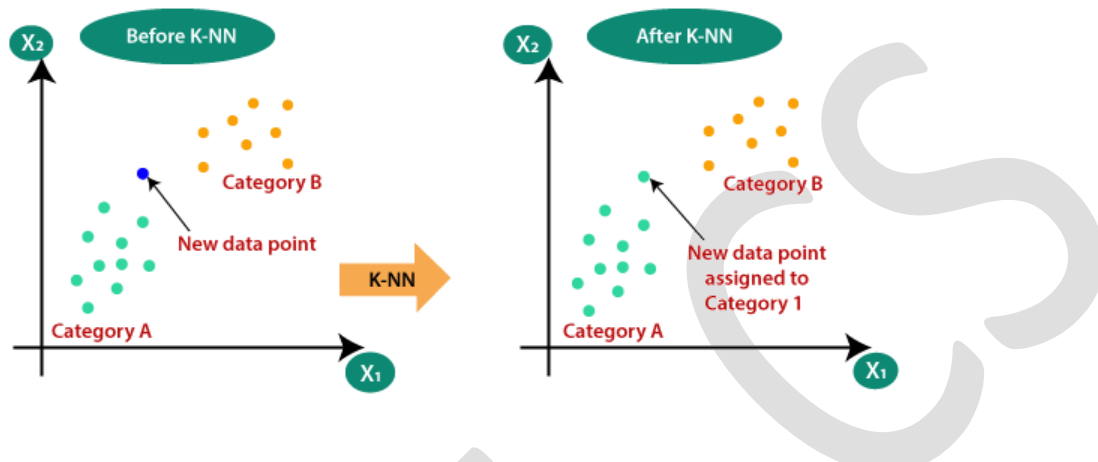 Before K-NN
After K-NN
X₂
X₂
Category B
Category B
New data point
New data point
assigned to
Category 1
K-NN
Category A
Category A
X₁
X₁
CS